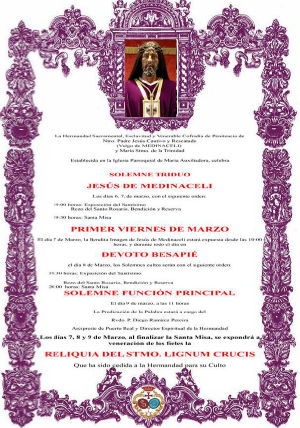 La Hermandad Sacramental, Esclavitud y Venerable Cofradía de Penitencia de
Ntro. Padre Jesús Cautivo y Rescatado
(Vulgo de MEDINACELI)
y María Stma. de la Trinidad
Establecida en la Iglesia Parroquial de María Auxiliadora, celebra
SOLEMNE TRIDUO
JESÚS DE MEDINACELI
Los días 6, 7, de marzo, con el siguiente orden:
19:00 horas: Exposición del Santísimo
Rezo del Santo Rosario, Bendición y Reserva
19:30 horas: Santa Misa
PRIMER VIERNES DE MARZO
El día 7 de Marzo, la Bendita Imagen de Jesús de Medinaceli estará expuesta desde las 10:00
horas, y durante todo el día en
DEVOTO BESAPIÉ
el día 8 de Marzo, los Solemnes cultos serán con el siguiente orden:
horas: Exposición del Santísimo.
Rezo del Santo Rosario, Bendición y Reserva
20:00 horas: Santa Misa
SOLEMNE FUNCIÓN PRINCIPAL
El día 9 de marzo, a las 11 horas
La Predicación de la Palabra estará a cargo del
Rvdo. P. Diego Ramírez Pereira
Arcipreste de Puerto Real y Director Espiritual de la Hermandad
Los días 7, 8 y 9 de Marzo, al finalizar la Santa Misa, se expondrá a
veneración de los fieles la
RELIQUIA DEL STMO. LIGNUM CRUCIS
Que ha sido cedida a la Hermandad para su Culto